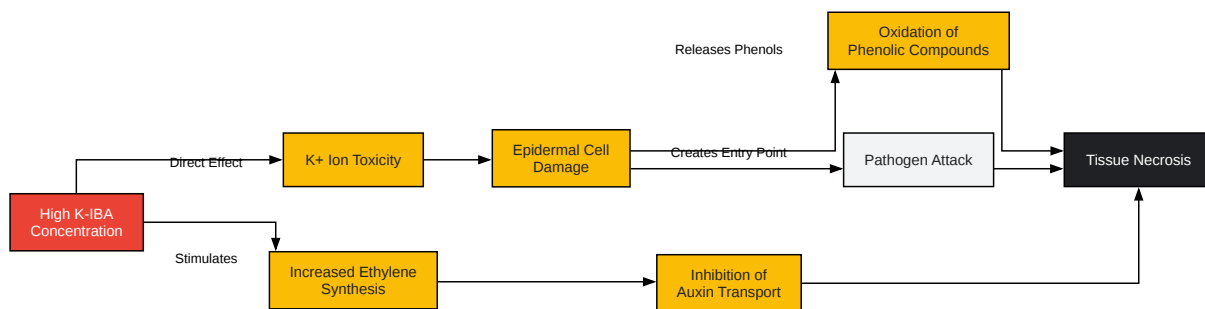 Oxidation of
Phenolic Compounds
Releases Phenols
Direct Effect
K+ Ion Toxicity
Epidermal Cell
Damage
Creates Entry Point
Pathogen Attack
Tissue Necrosis
High K-IBA
Concentration
Stimulates
Increased Ethylene
Synthesis
Inhibition of
Auxin Transport